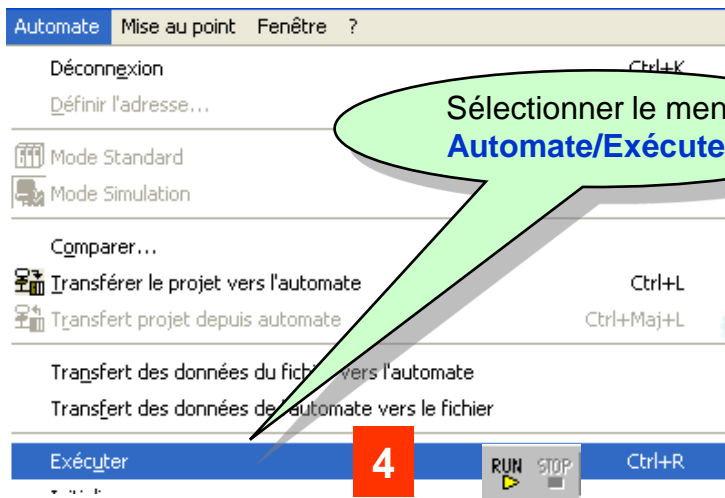 Automate Mise au point Fenêtre ?
Déconnexion Ctrl+K
Définir l'adresse...
Sélectionner le men
Automate/Exécute
Mode Standard
Mode Simulation
Comparer...
Transférer le projet vers l'automate Ctrl+L
Transfert projet depuis automate Ctrl+Maj+L
Transfert des données du fichier vers l'automate
Transfert des données de l'automate vers le fichier
Exécuter 4 RUN STOP Ctrl+R